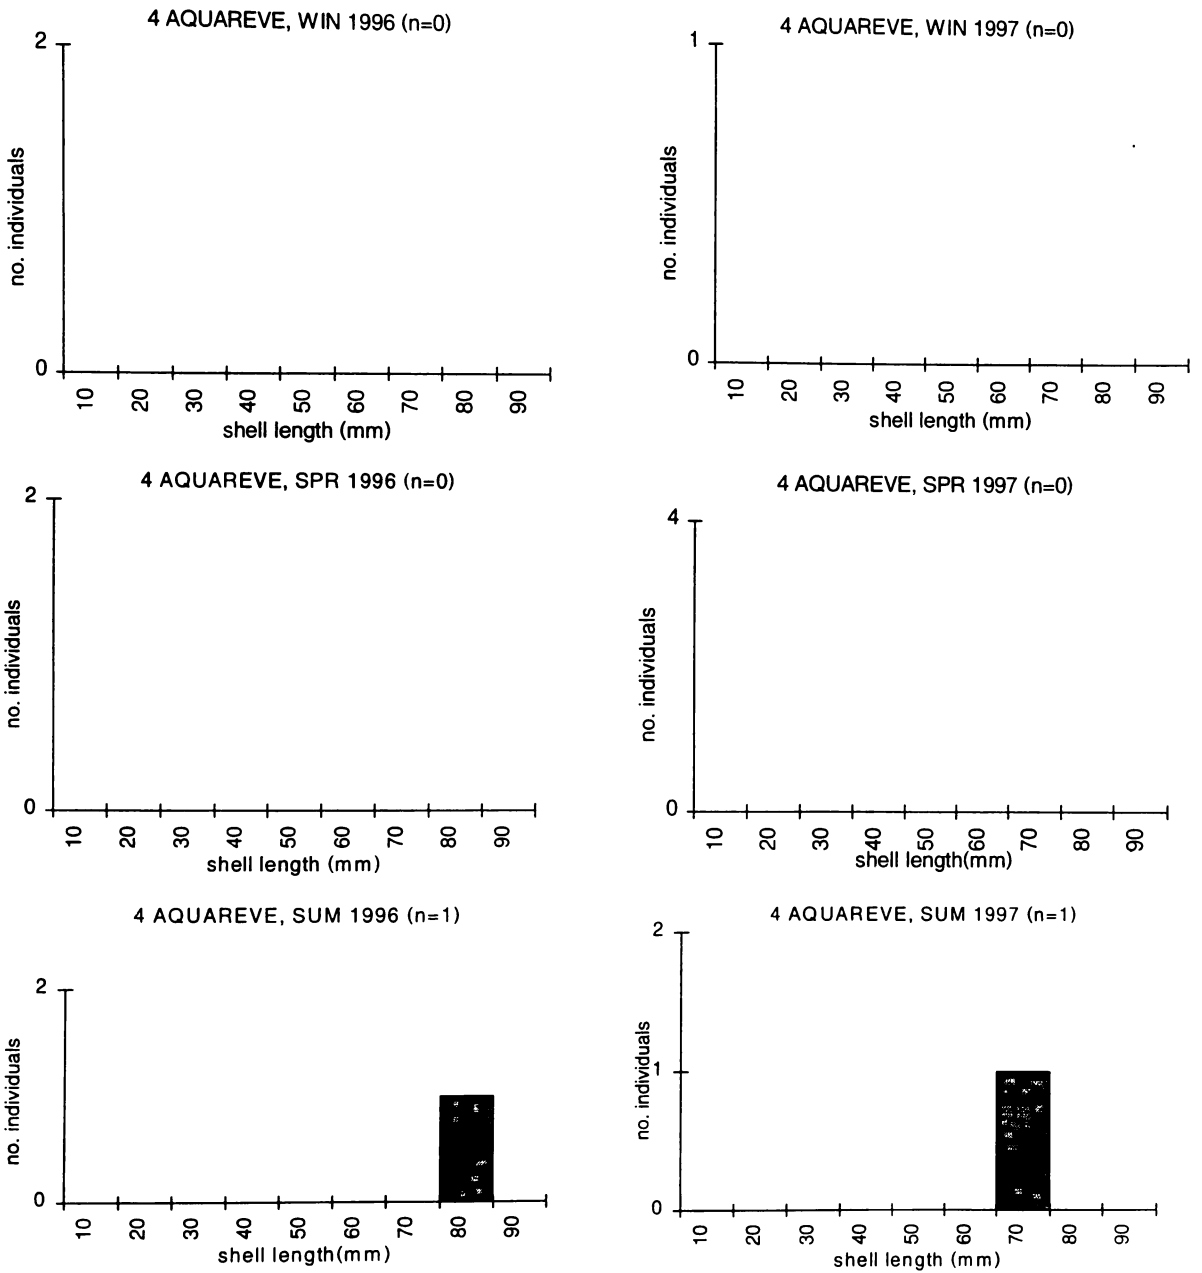 4 AQUAREVE, WIN 1996 (n=0)
2
no. individuals
0
10 20 30 40 50 60 70 80 90
shell length (mm)
4 AQUAREVE, WIN 1997 (n=0)
1
no. individuals
0
10 20 30 40 50 60 70 80 90
shell length (mm)
4 AQUAREVE, SPR 1996 (n=0)
2
no. individuals
0
10 20 30 40 50 60 70 80 90
shell length (mm)
4 AQUAREVE, SPR 1997 (n=0)
4
no. individuals
0
10 20 30 40 50 60 70 80 90
shell length(mm)
4 AQUAREVE, SUM 1996 (n=1)
2
no. individuals
0
10 20 30 40 50 60 70 80 90
shell length(mm)
4 AQUAREVE, SUM 1997 (n=1)
2
no. individuals
1
0
10 20 30 40 50 60 70 80 90
shell length (mm)